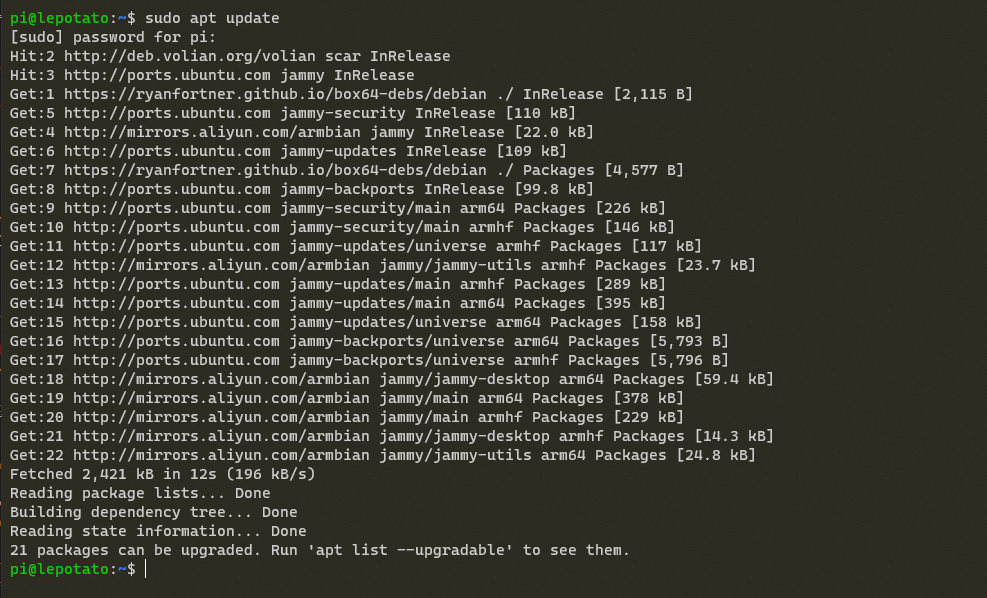 pi@lepotato:~$ sudo apt update
[sudo] password for pi:
Hit:2 http://deb.volian.org/volian scar InRelease
Hit:3 http://ports.ubuntu.com jammy InRelease
Get:1 https://ryanfortner.github.io/box64-debs/debian ./ InRelease [2,115 B]
Get:5 http://ports.ubuntu.com jammy-security InRelease [110 kB]
Get:4 http://mirrors.aliyun.com/armbian jammy InRelease [22.0 kB]
Get:6 http://ports.ubuntu.com jammy-updates InRelease [109 kB]
Get:7 https://ryanfortner.github.io/box64-debs/debian ./ Packages [4,577 B]
Get:8 http://ports.ubuntu.com jammy-backports InRelease [99.8 kB]
Get:9 http://ports.ubuntu.com jammy-security/main arm64 Packages [226 kB]
Get:10 http://ports.ubuntu.com jammy-security/main armhf Packages [146 kB]
Get:11 http://ports.ubuntu.com jammy-updates/universe armhf Packages [117 kB]
Get:12 http://mirrors.aliyun.com/armbian jammy/jammy-utils armhf Packages [23.7 kB]
Get:13 http://ports.ubuntu.com jammy-updates/main armhf Packages [289 kB]
Get:14 http://ports.ubuntu.com jammy-updates/main arm64 Packages [395 kB]
Get:15 http://ports.ubuntu.com jammy-updates/universe arm64 Packages [158 kB]
Get:16 http://ports.ubuntu.com jammy-backports/universe arm64 Packages [5,793 B]
Get:17 http://ports.ubuntu.com jammy-backports/universe armhf Packages [5,796 B]
Get:18 http://mirrors.aliyun.com/armbian jammy/jammy-desktop arm64 Packages [59.4 kB]
Get:19 http://mirrors.aliyun.com/armbian jammy/main arm64 Packages [378 kB]
Get:20 http://mirrors.aliyun.com/armbian jammy/main armhf Packages [229 kB]
Get:21 http://mirrors.aliyun.com/armbian jammy/jammy-desktop armhf Packages [14.3 kB]
Get:22 http://mirrors.aliyun.com/armbian jammy/jammy-utils arm64 Packages [24.8 kB]
Fetched 2,421 kB in 12s (196 kB/s)
Reading package lists... Done
Building dependency tree... Done
Reading state information... Done
21 packages can be upgraded. Run 'apt list --upgradable' to see them.
pi@lepotato:~$